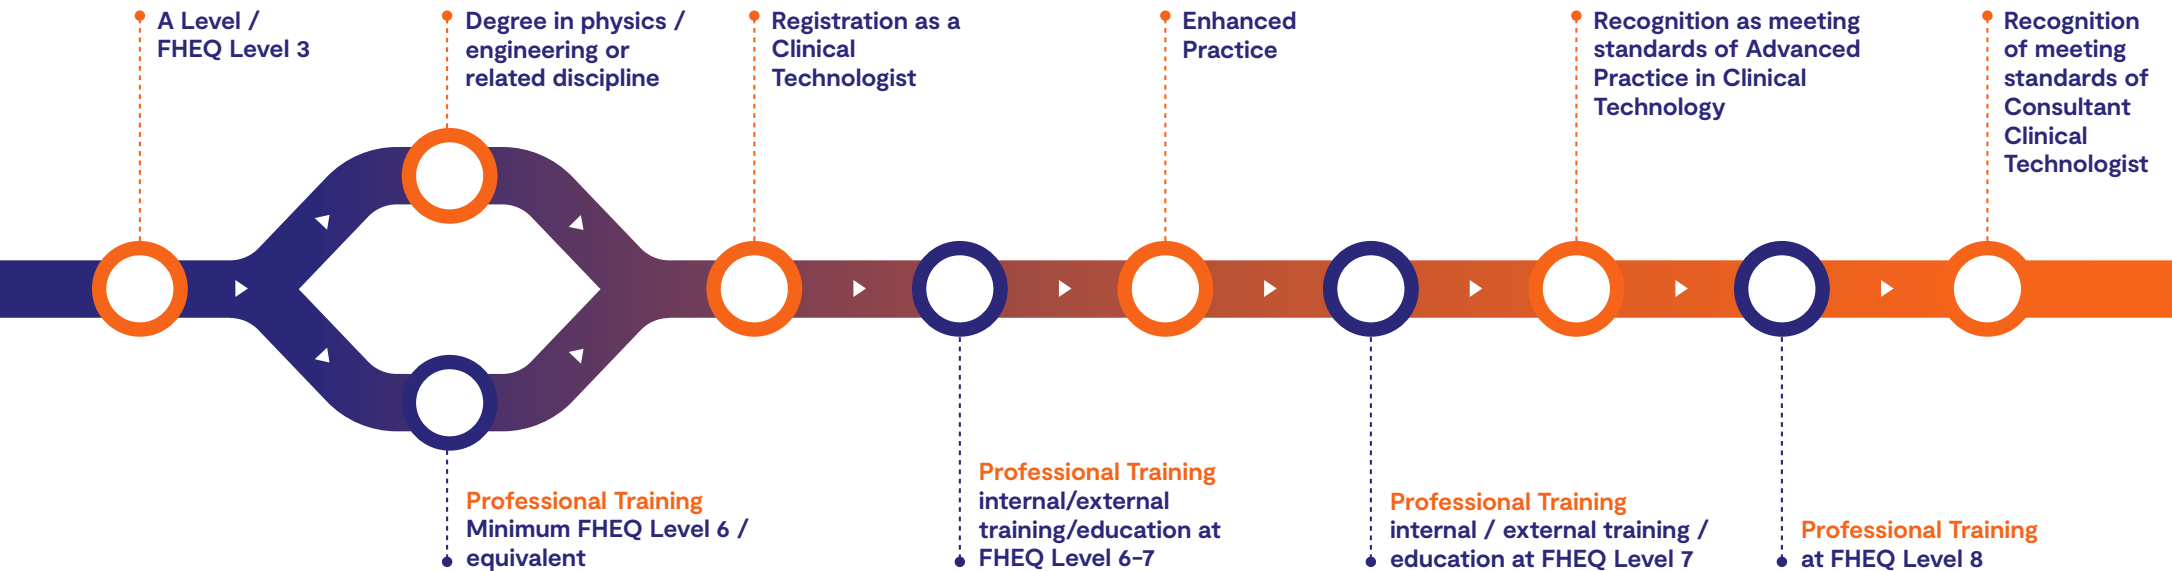 A Level /
FHEQ Level 3
Degree in physics /
engineering or
related discipline
Registration as a
Clinical
Technologist
Enhanced
Practice
Recognition as meeting
standards of Advanced
Practice in Clinical
Technology
Recognition
of meeting
standards of
Consultant
Clinical
Technologist
Professional Training
Minimum FHEQ Level 6 /
equivalent
Professional Training
internal/external
training/education at
FHEQ Level 6-7
Professional Training
internal / external training /
education at FHEQ Level 7
Professional Training
at FHEQ Level 8